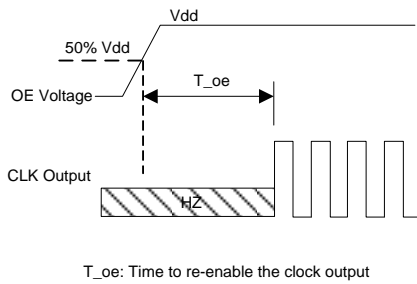 Vdd
50% Vdd
T_oe
OE Voltage
CLK Output
HZ
T_oe: Time to re-enable the clock output